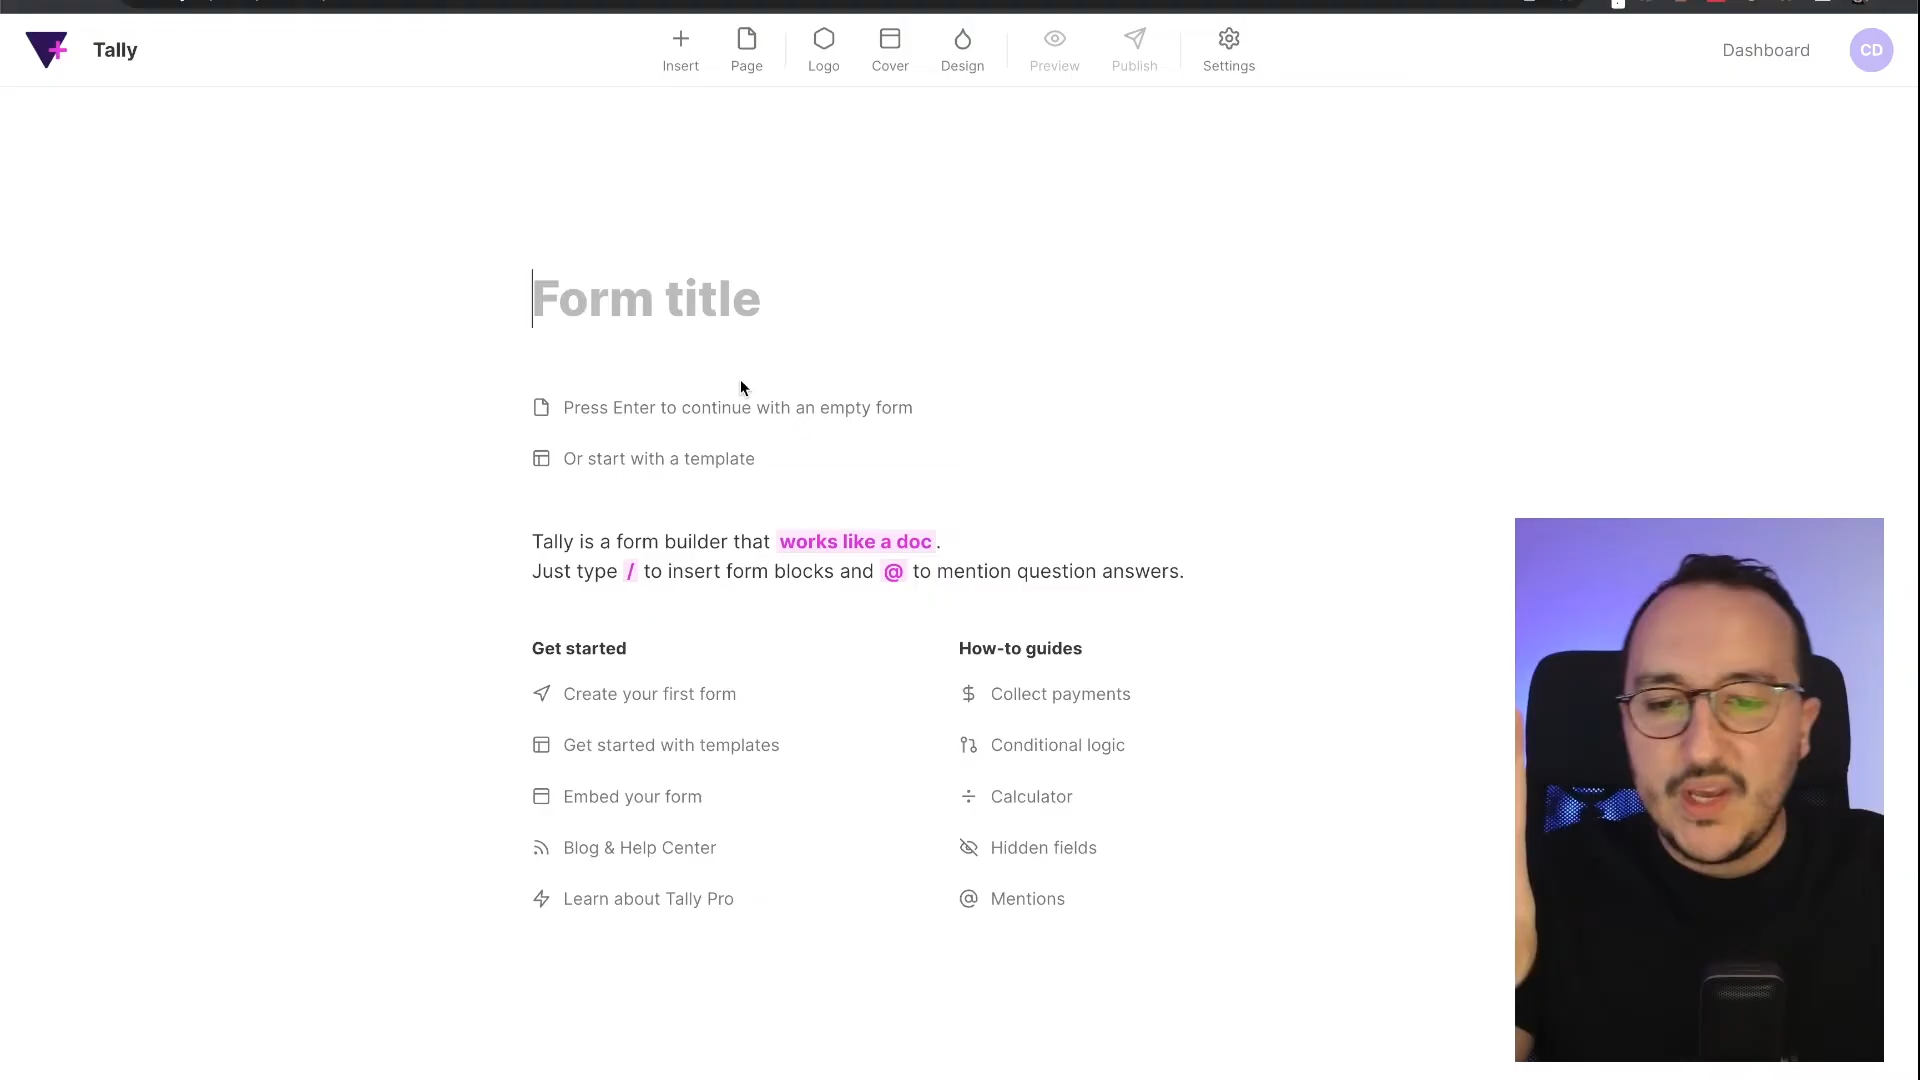 Tally
Insert
Page
Logo
Cover
Design
Preview
Publish
Settings
Dashboard
CD
Form title
Press Enter to continue with an empty form
Or start with a template
Tally is a form builder that works like a doc.
Just type / to insert form blocks and @ to mention question answers.
Get started
Create your first form
Get started with templates
Embed your form
Blog & Help Center
Learn about Tally Pro
How-to guides
Collect payments
Conditional logic
Calculator
Hidden fields
Mentions